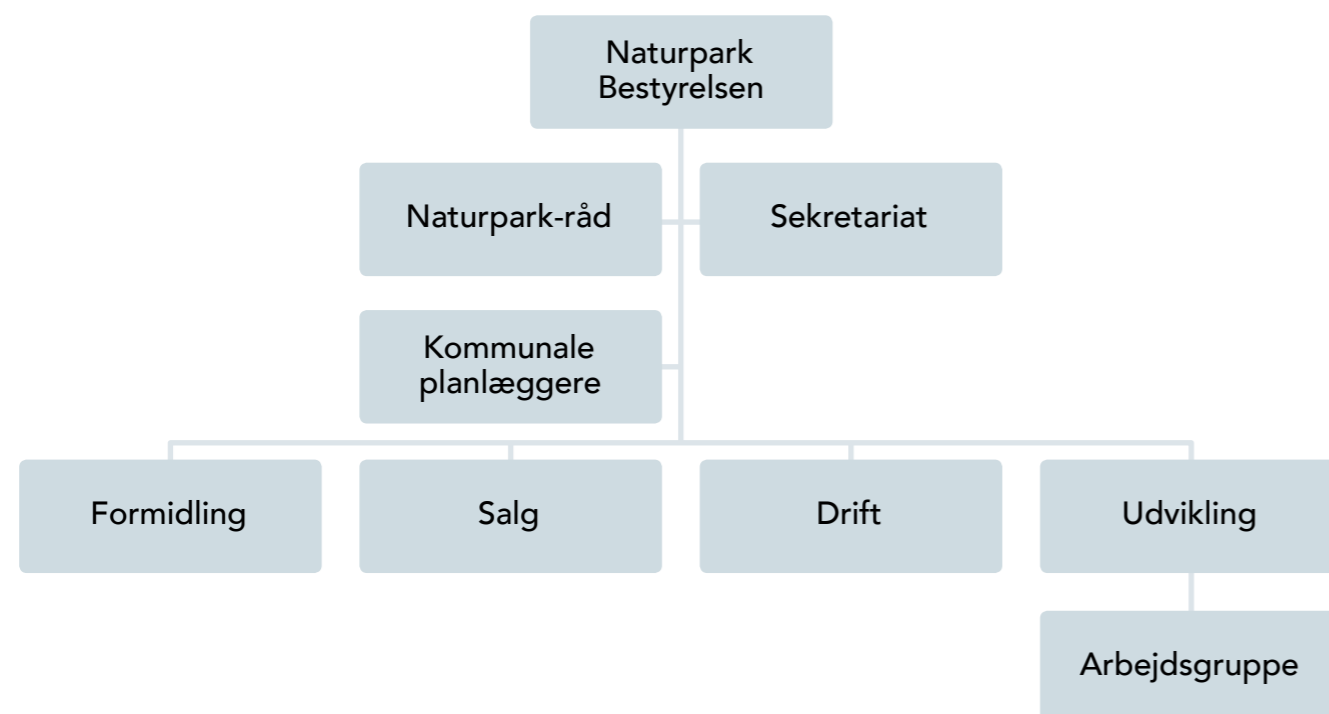 Naturpark
Bestyrelsen
Naturpark-råd
Sekretariat
Kommunale
planlæggere
Formidling
Salg
Drift
Udvikling
Arbejdsgruppe